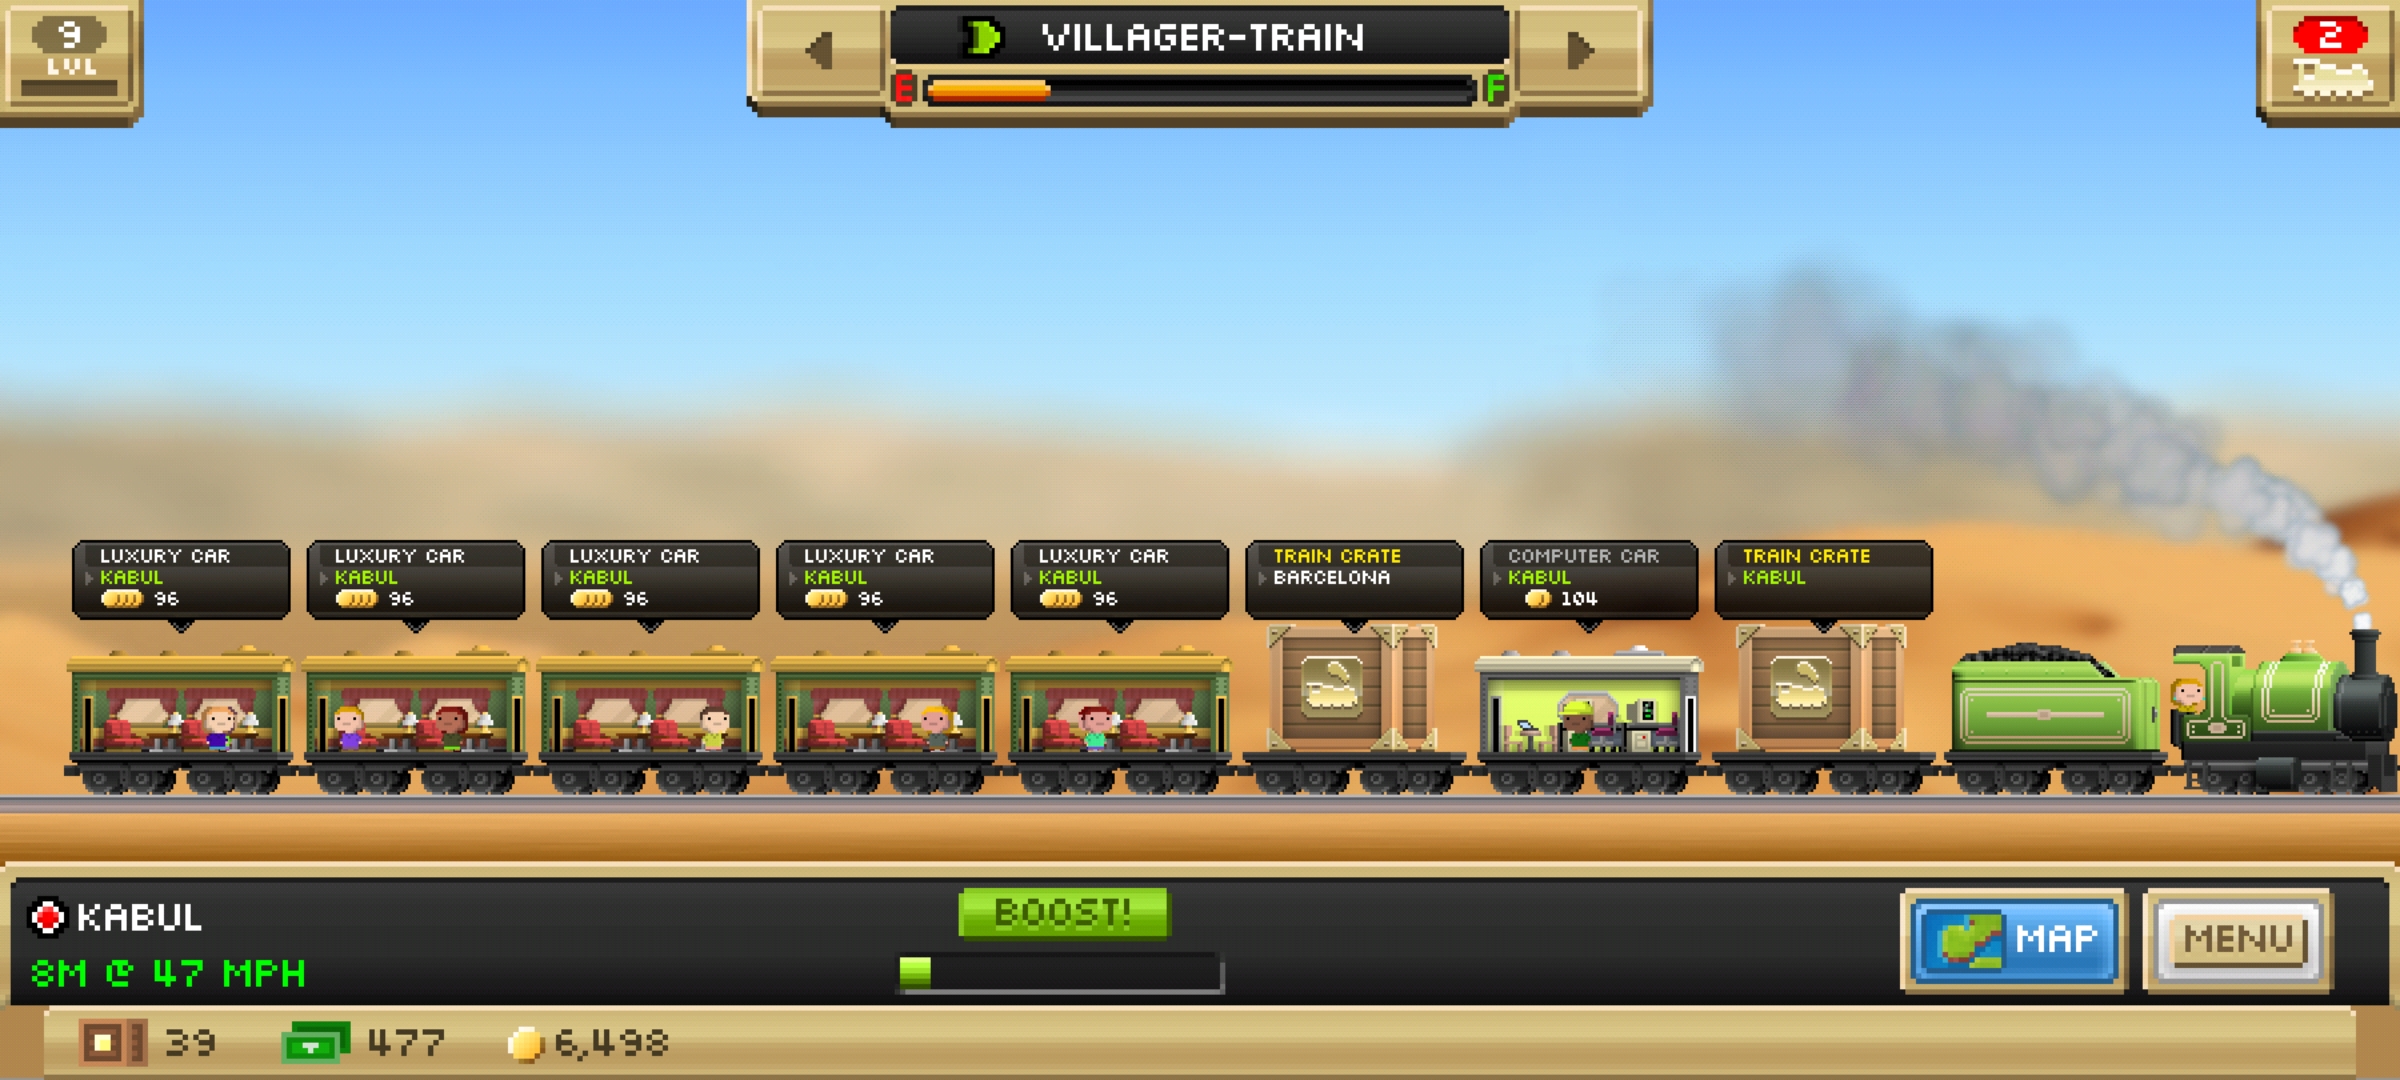 9
LVL
VILLAGER-TRAIN
E F
2
LUXURY CAR
KABUL
96
LUXURY CAR
KABUL
96
LUXURY CAR
KABUL
96
LUXURY CAR
KABUL
96
LUXURY CAR
KABUL
96
TRAIN CRATE
BARCELONA
COMPUTER CAR
KABUL
104
TRAIN CRATE
KABUL
KABUL
8M @ 47 MPH
BOOST!
MAP
MENU
39 477 6,498